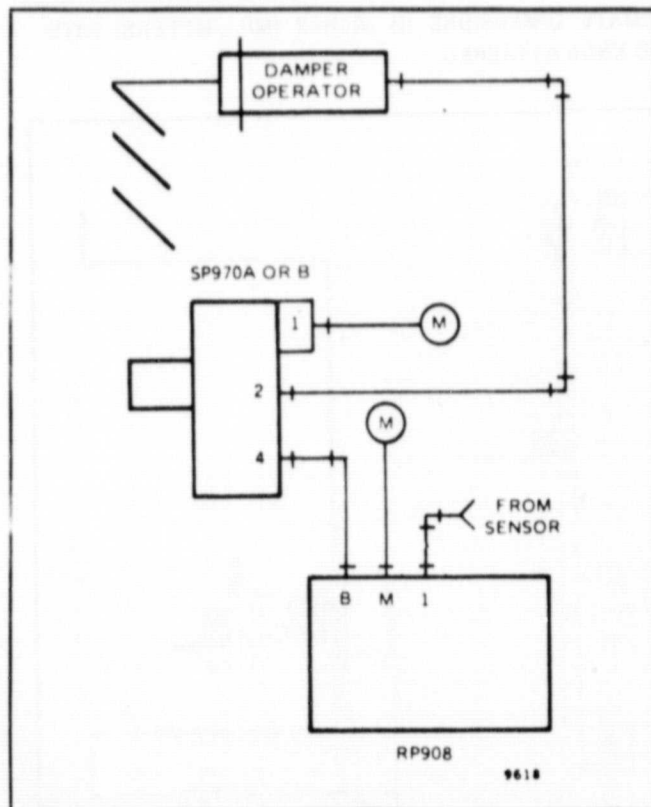 DAMPER
OPERATOR
SP970A OR B
1
M
2
M
4
FROM
SENSOR
B M 1
RP908
9618